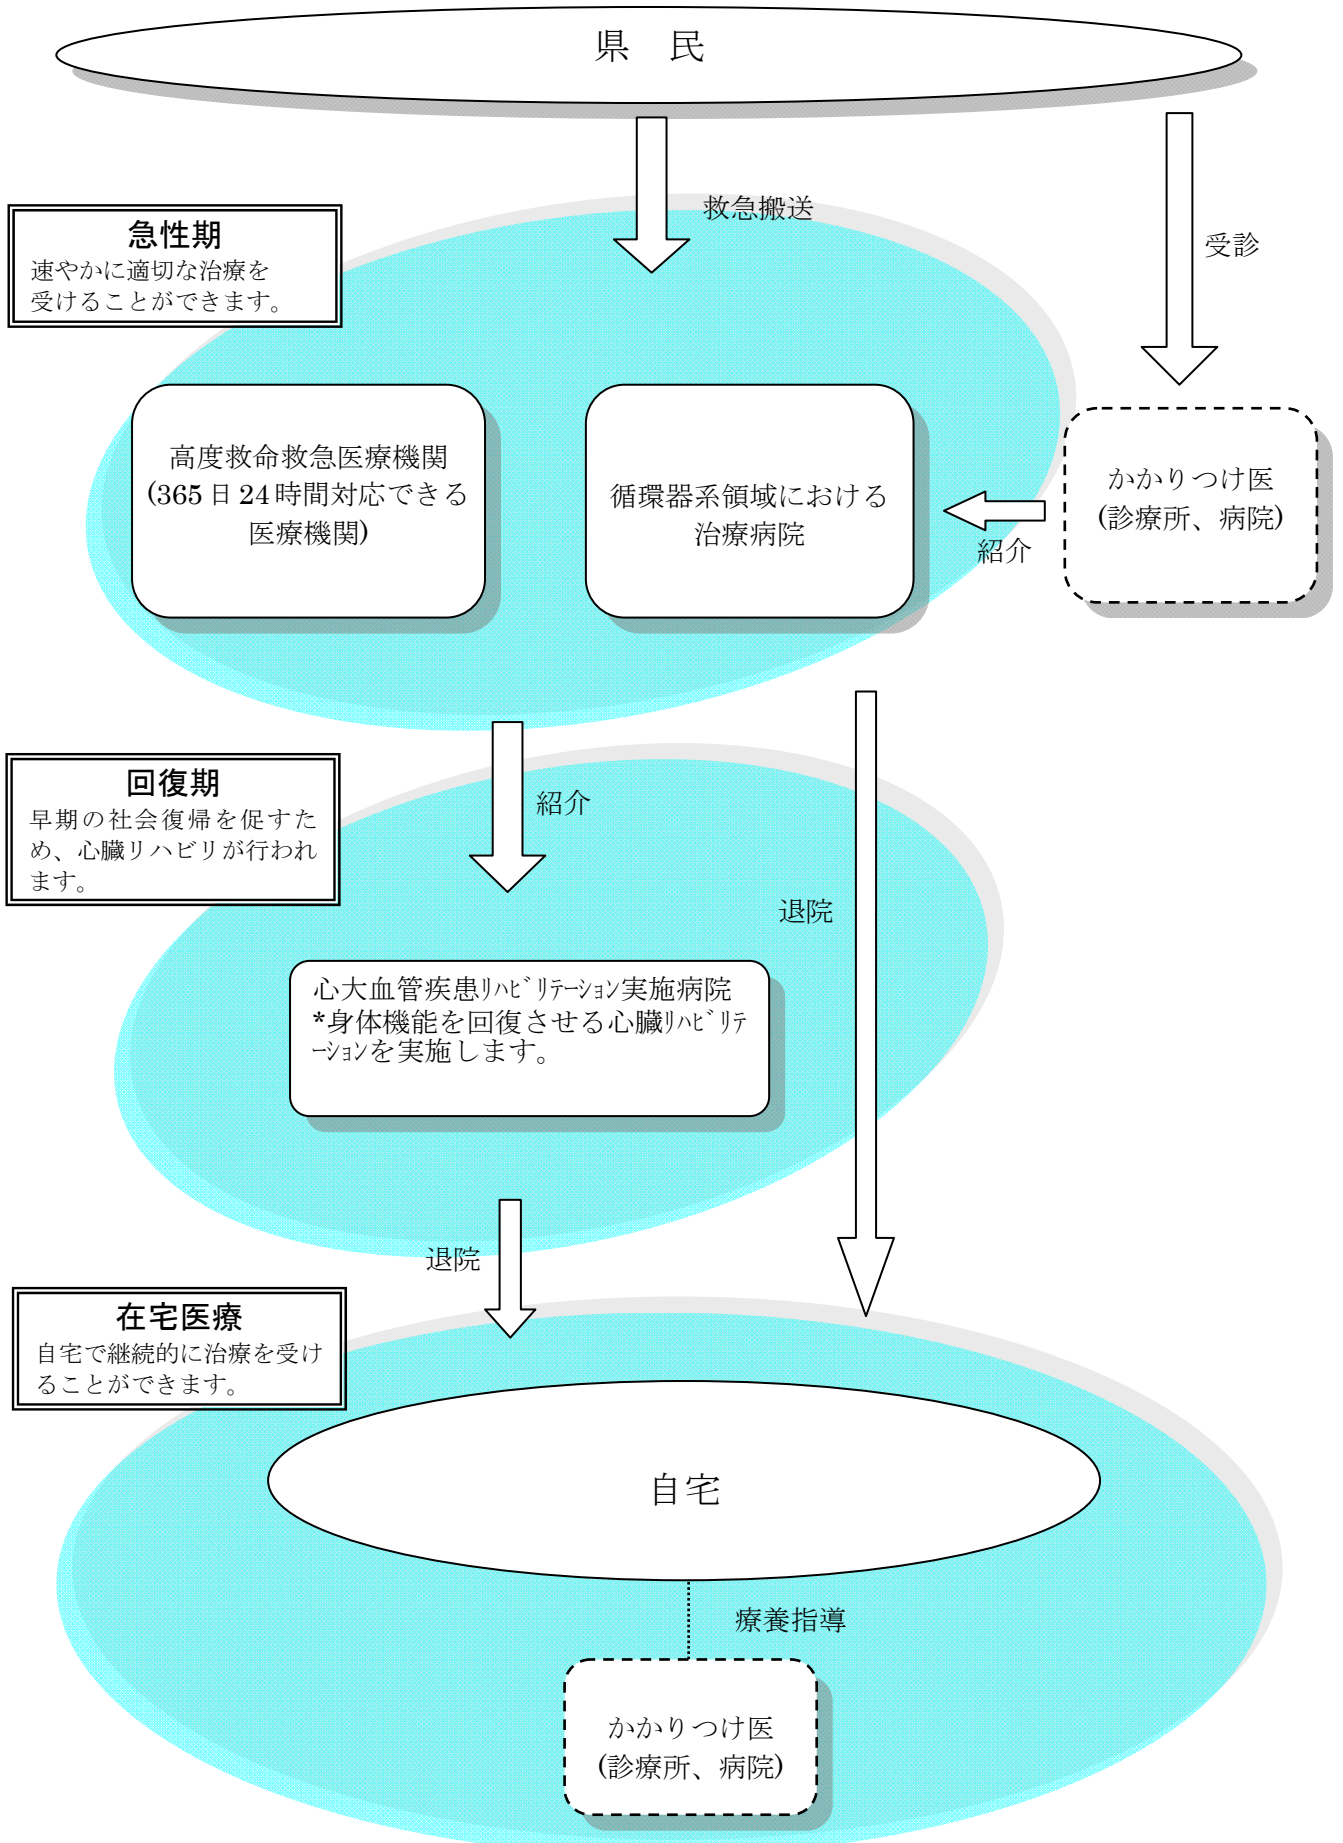 県　民
救急搬送
受診
急性期
速やかに適切な治療を
受けることができます。
高度救命救急医療機関
(365日24時間対応できる
医療機関)
循環器系領域における
治療病院
紹介
かかりつけ医
(診療所、病院)
回復期
早期の社会復帰を促すた
め、心臓リハビリが行われ
ます。
紹介
退院
心大血管疾患ﾘﾊﾋﾞﾘﾃｰｼｮﾝ実施病院
*身体機能を回復させる心臓ﾘﾊﾋﾞﾘﾃ
ｰｼｮﾝを実施します。
退院
在宅医療
自宅で継続的に治療を受け
ることができます。
自宅
療養指導
かかりつけ医
(診療所、病院)